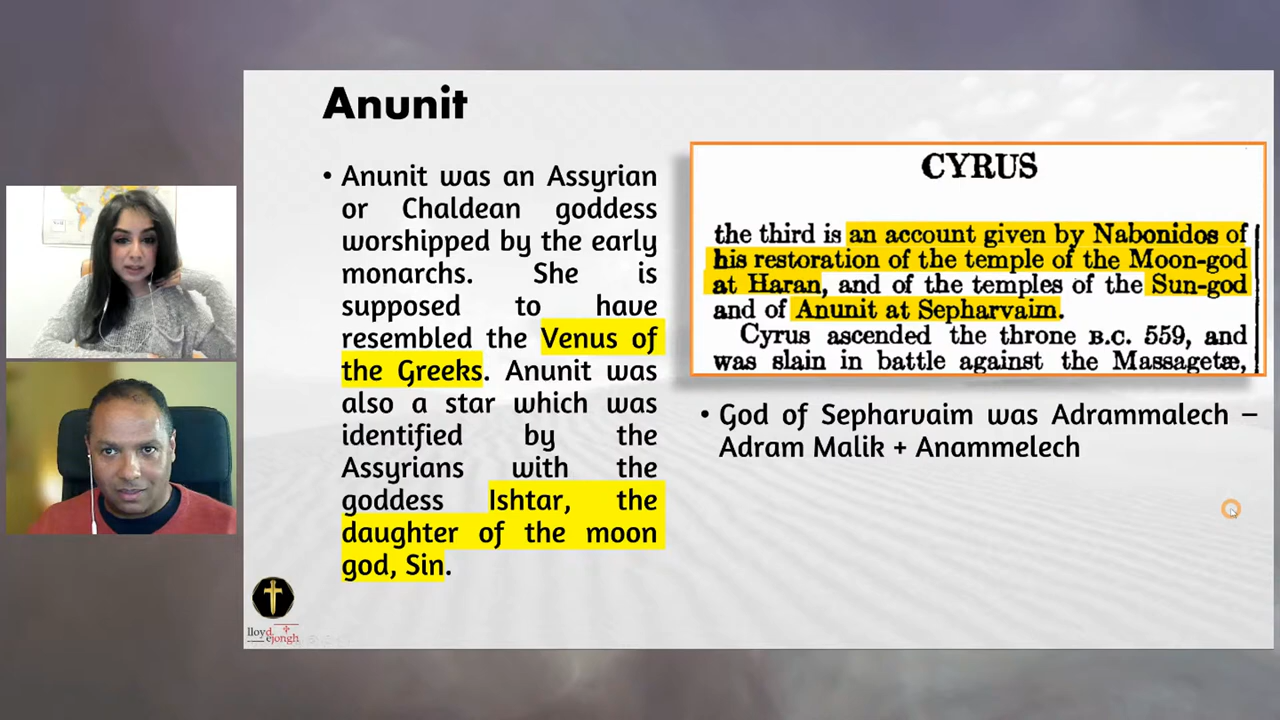 Anunit
• Anunit was an Assyrian
or Chaldean goddess
worshipped by the early
monarchs. She is
supposed to have
resembled the Venus of
the Greeks. Anunit was
also a star which was
identified by the
Assyrians with the
goddess Ishtar, the
daughter of the moon
god, Sin.
CYRUS
the third is an account given by Nabonidos of
his restoration of the temple of the Moon-god
at Haran, and of the temples of the Sun-god
and of Anunit at Sepharvaim.
Cyrus ascended the throne B.C. 559, and
was slain in battle against the Massagetæ,
• God of Sepharvaim was Adrammalech –
Adram Malik + Anammelech
lloyd
dejongh